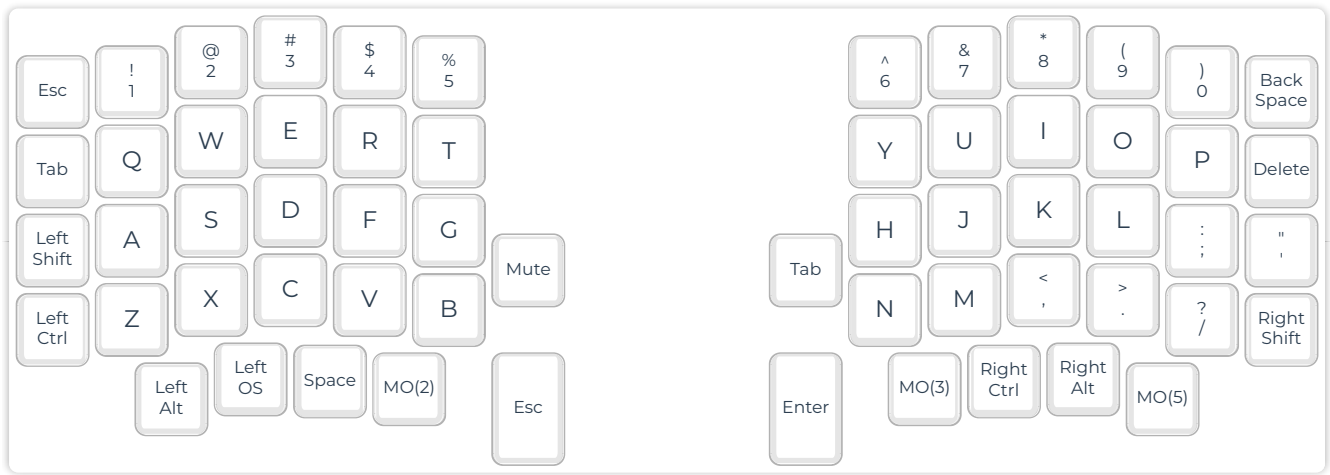 Esc
!
1
@
2
#
3
$
4
%
5
^
6
&
7
*
8
(
9
)
0
Back
Space
Tab
Q
W
E
R
T
Y
U
I
O
P
Delete
Left
Shift
A
S
D
F
G
Mute
Tab
H
J
K
L
:
;
"
'
Left
Ctrl
Z
X
C
V
B
N
M
<
,
>
.
?
/
Right
Shift
Left
Alt
Left
OS
Space
MO(2)
Esc
Enter
MO(3)
Right
Ctrl
Right
Alt
MO(5)